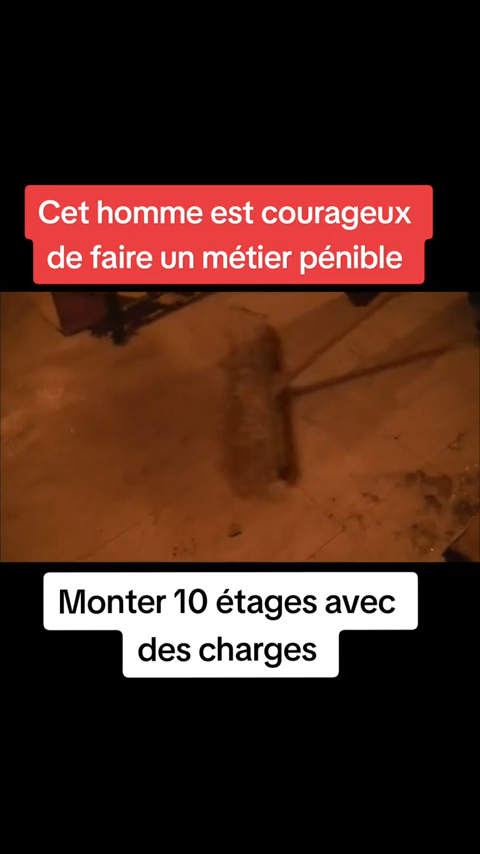 Cet homme est courageux
de faire un métier pénible
Monter 10 étages avec
des charges